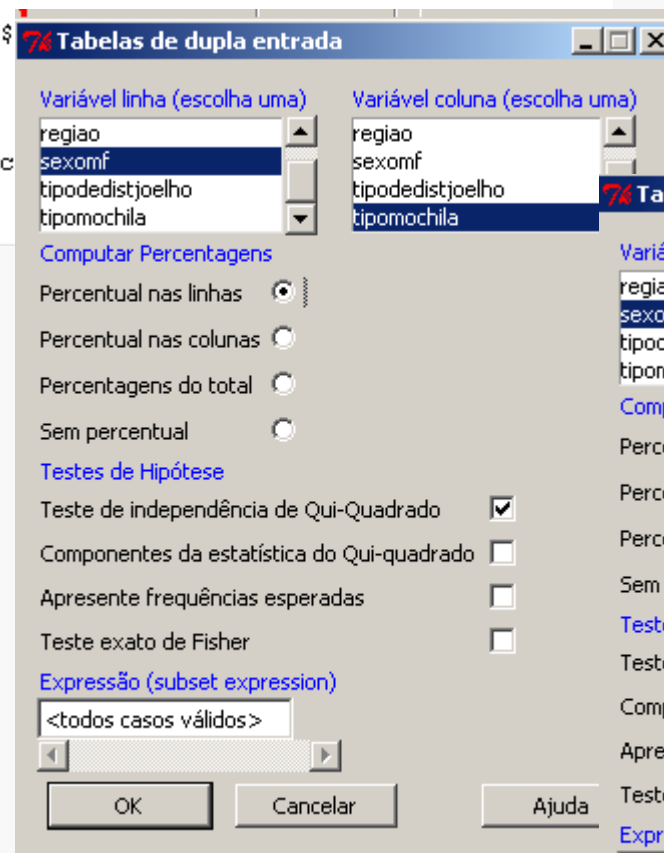 $
Tabelas de dupla entrada
Variável linha (escolha uma) Variável coluna (escolha uma)
regiao regiao
c sexomf sexomf
tipodedistjoelho tipodedistjoelho
tipomochila tipomochila
Ta
Computar Percentagens
Variá
Percentual nas linhas
regia
sexo
Percentual nas colunas
tipod
tipom
Percentagens do total
Comp
Sem percentual
Perce
Testes de Hipótese
Perce
Teste de independência de Qui-Quadrado
Perce
Componentes da estatística do Qui-quadrado
Sem
Apresente frequências esperadas
Teste
Teste exato de Fisher
Teste
Expressão (subset expression)
Comp
<todos casos válidos>
Apre
OK Cancelar Ajuda
Teste
Expr